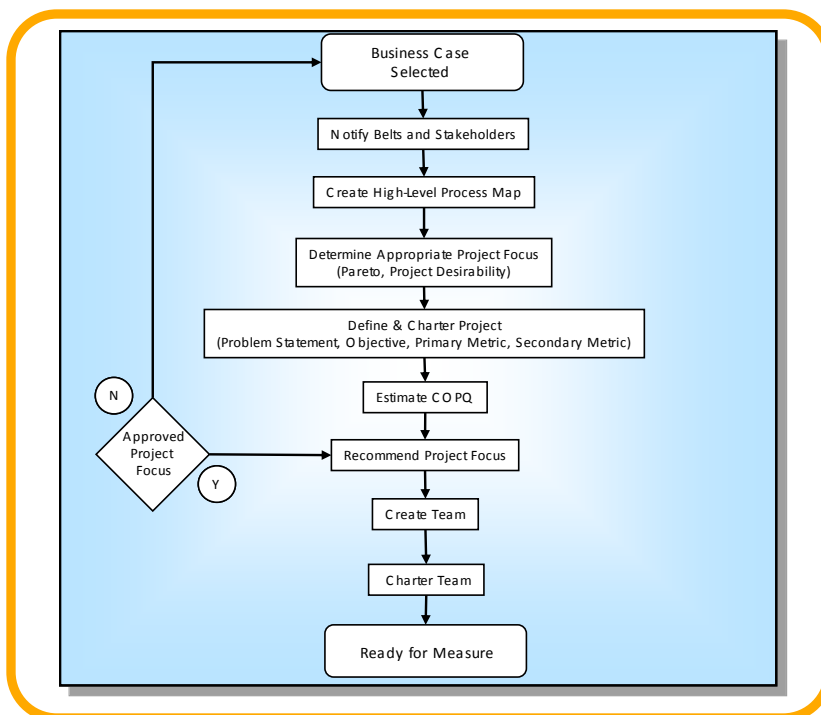 Business Case
Selected
Notify Belts and Stakeholders
Create High-Level Process Map
Determine Appropriate Project Focus
(Pareto, Project Desirability)
Define & Charter Project
(Problem Statement, Objective, Primary Metric, Secondary Metric)
N
Estimate COPQ
Approved
Project
Focus
Recommend Project Focus
Y
Create Team
Charter Team
Ready for Measure